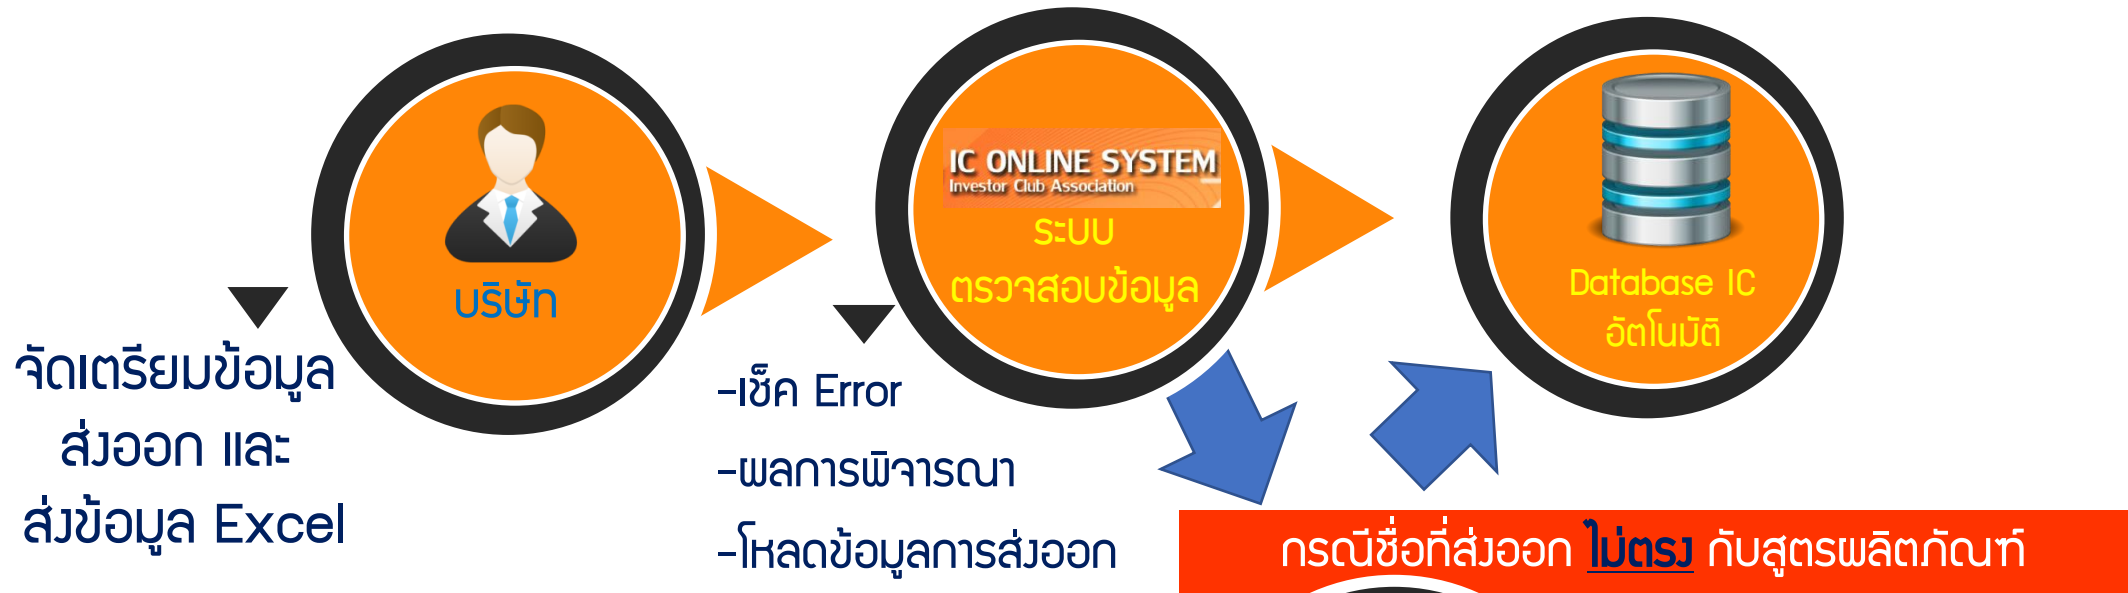 IC ONLINE SYSTEM
Investor Club Association
ระบบ
ตรวจสอบข้อมูล
บริษัท
Database IC
อัตโนมัติ
จัดเตรียมข้อมูล
ส่งออก และ
ส่งข้อมูล Excel
-เช็ค Error
-ผลการพิจารณา
-โหลดข้อมูลการส่งออก
กรณีชื่อที่ส่งออก ไม่ตรง กับสูตรผลิตภัณฑ์